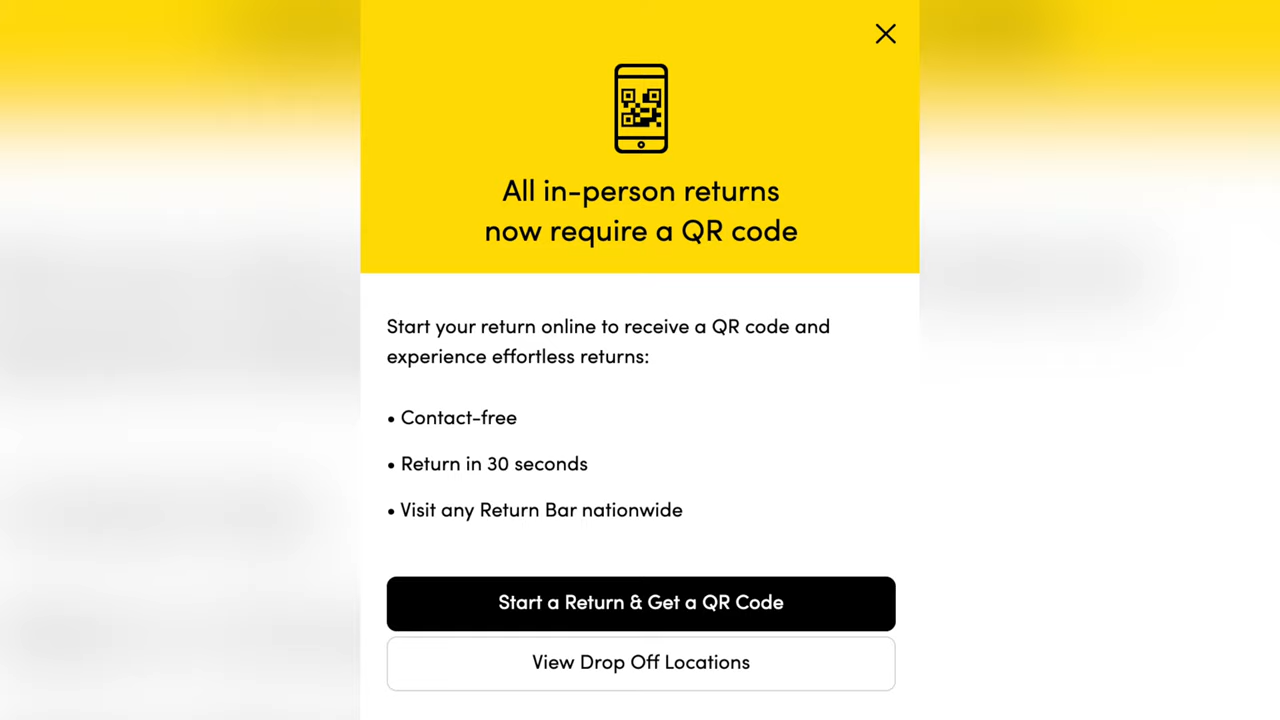 All in-person returns
now require a QR code
Start your return online to receive a QR code and
experience effortless returns:
• Contact-free
• Return in 30 seconds
• Visit any Return Bar nationwide
Start a Return & Get a QR Code
View Drop Off Locations